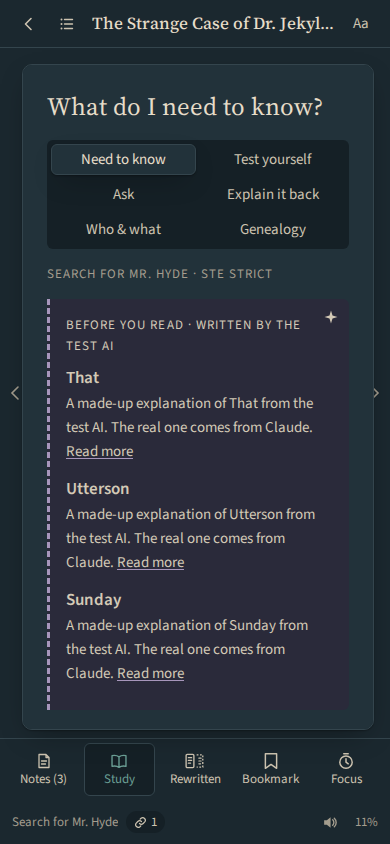 The Strange Case of Dr. Jekyl...
Aa
What do I need to know?
Need to know
Test yourself
Ask
Explain it back
Who & what
Genealogy
SEARCH FOR MR. HYDE · STE STRICT
BEFORE YOU READ · WRITTEN BY THE
TEST AI
That
A made-up explanation of That from the
test AI. The real one comes from Claude.
Read more
Utterson
A made-up explanation of Utterson from
the test AI. The real one comes from
Claude. Read more
Sunday
A made-up explanation of Sunday from
the test AI. The real one comes from
Claude. Read more
Notes (3)
Study
Rewritten
Bookmark
Focus
Search for Mr. Hyde
1
11%